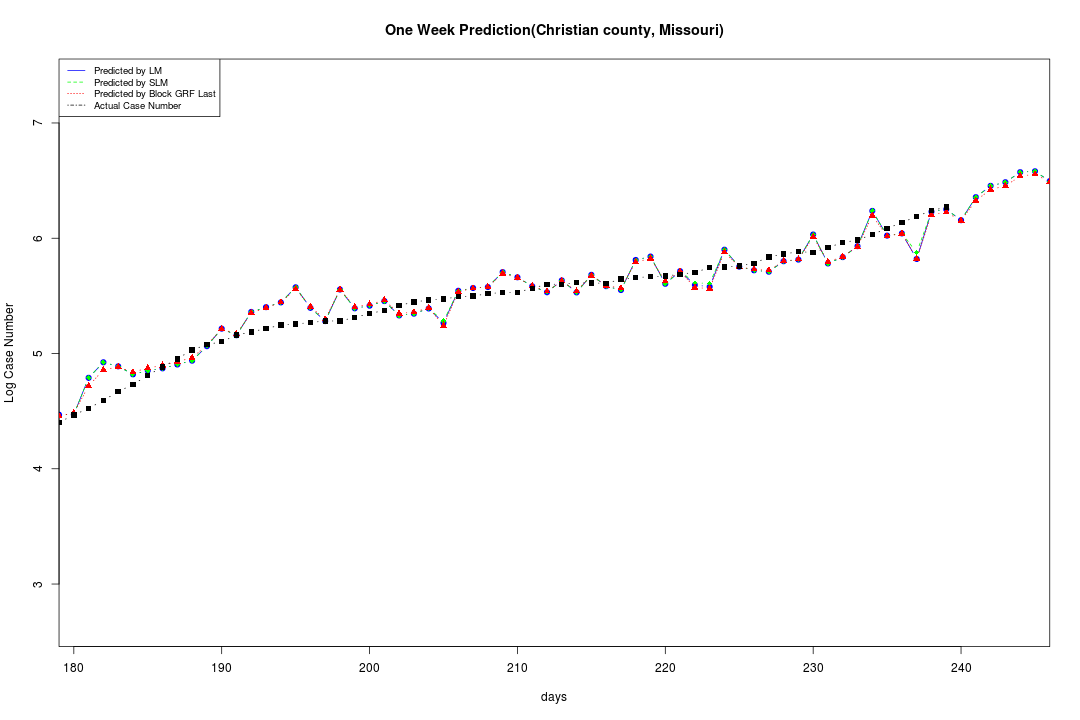 One Week Prediction(Christian county, Missouri)
Predicted by LM
Predicted by SLM
Predicted by Block GRF Last
Actual Case Number
7
6
5
4
3
Log Case Number
180 190 200 210 220 230 240
days